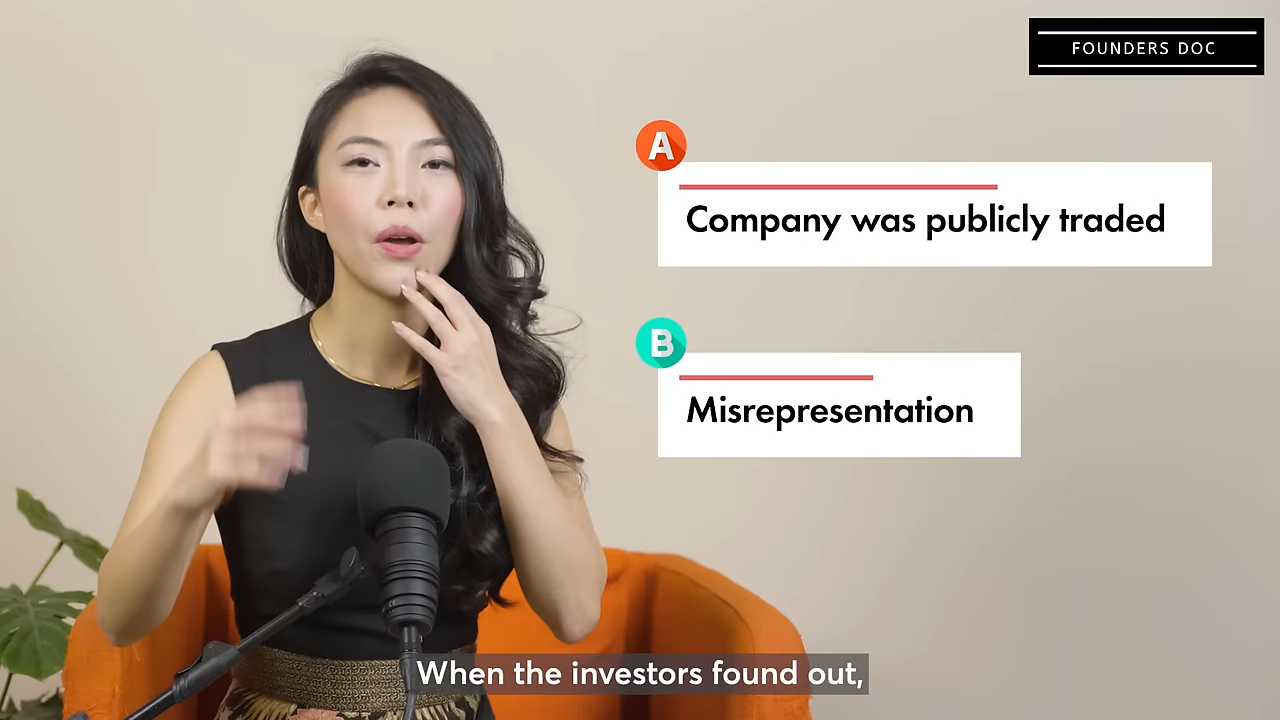 FOUNDERS DOC
A
Company was publicly traded
B
Misrepresentation
When the investors found out,